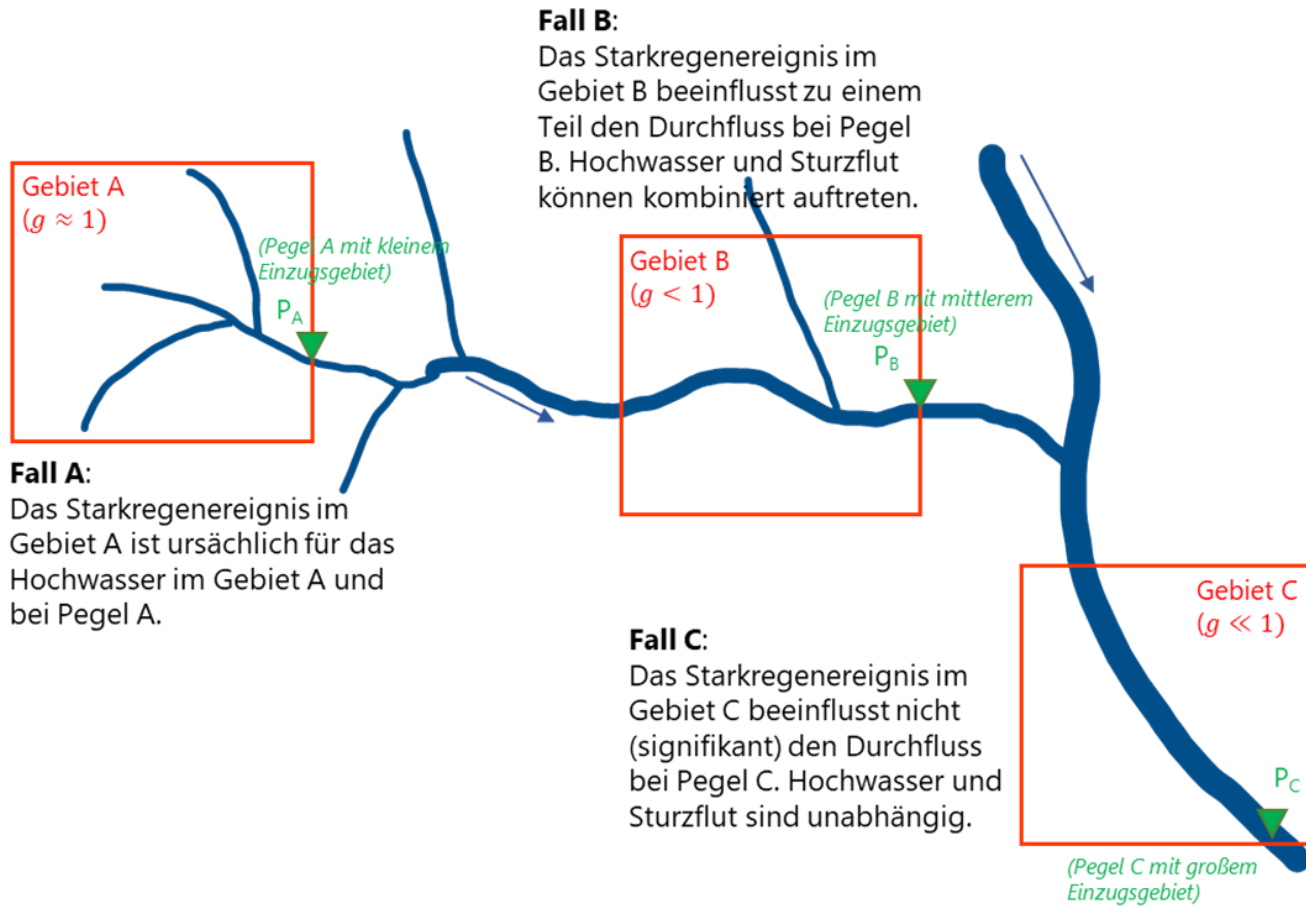 Fall B:
Das Starkregenereignis im
Gebiet B beeinflusst zu einem
Teil den Durchfluss bei Pegel
B. Hochwasser und Sturzflut
können kombiniert auftreten.
Gebiet A
(g ≈ 1)
(Pegel A mit kleinem
Einzugsgebiet)
P_A
Gebiet B
(g < 1)
(Pegel B mit mittlerem
Einzugsgebiet)
P_B
Fall A:
Das Starkregenereignis im
Gebiet A ist ursächlich für das
Hochwasser im Gebiet A und
bei Pegel A.
Gebiet C
(g ≪ 1)
Fall C:
Das Starkregenereignis im
Gebiet C beeinflusst nicht
(signifikant) den Durchfluss
bei Pegel C. Hochwasser und
Sturzflut sind unabhängig.
P_C
(Pegel C mit großem
Einzugsgebiet)